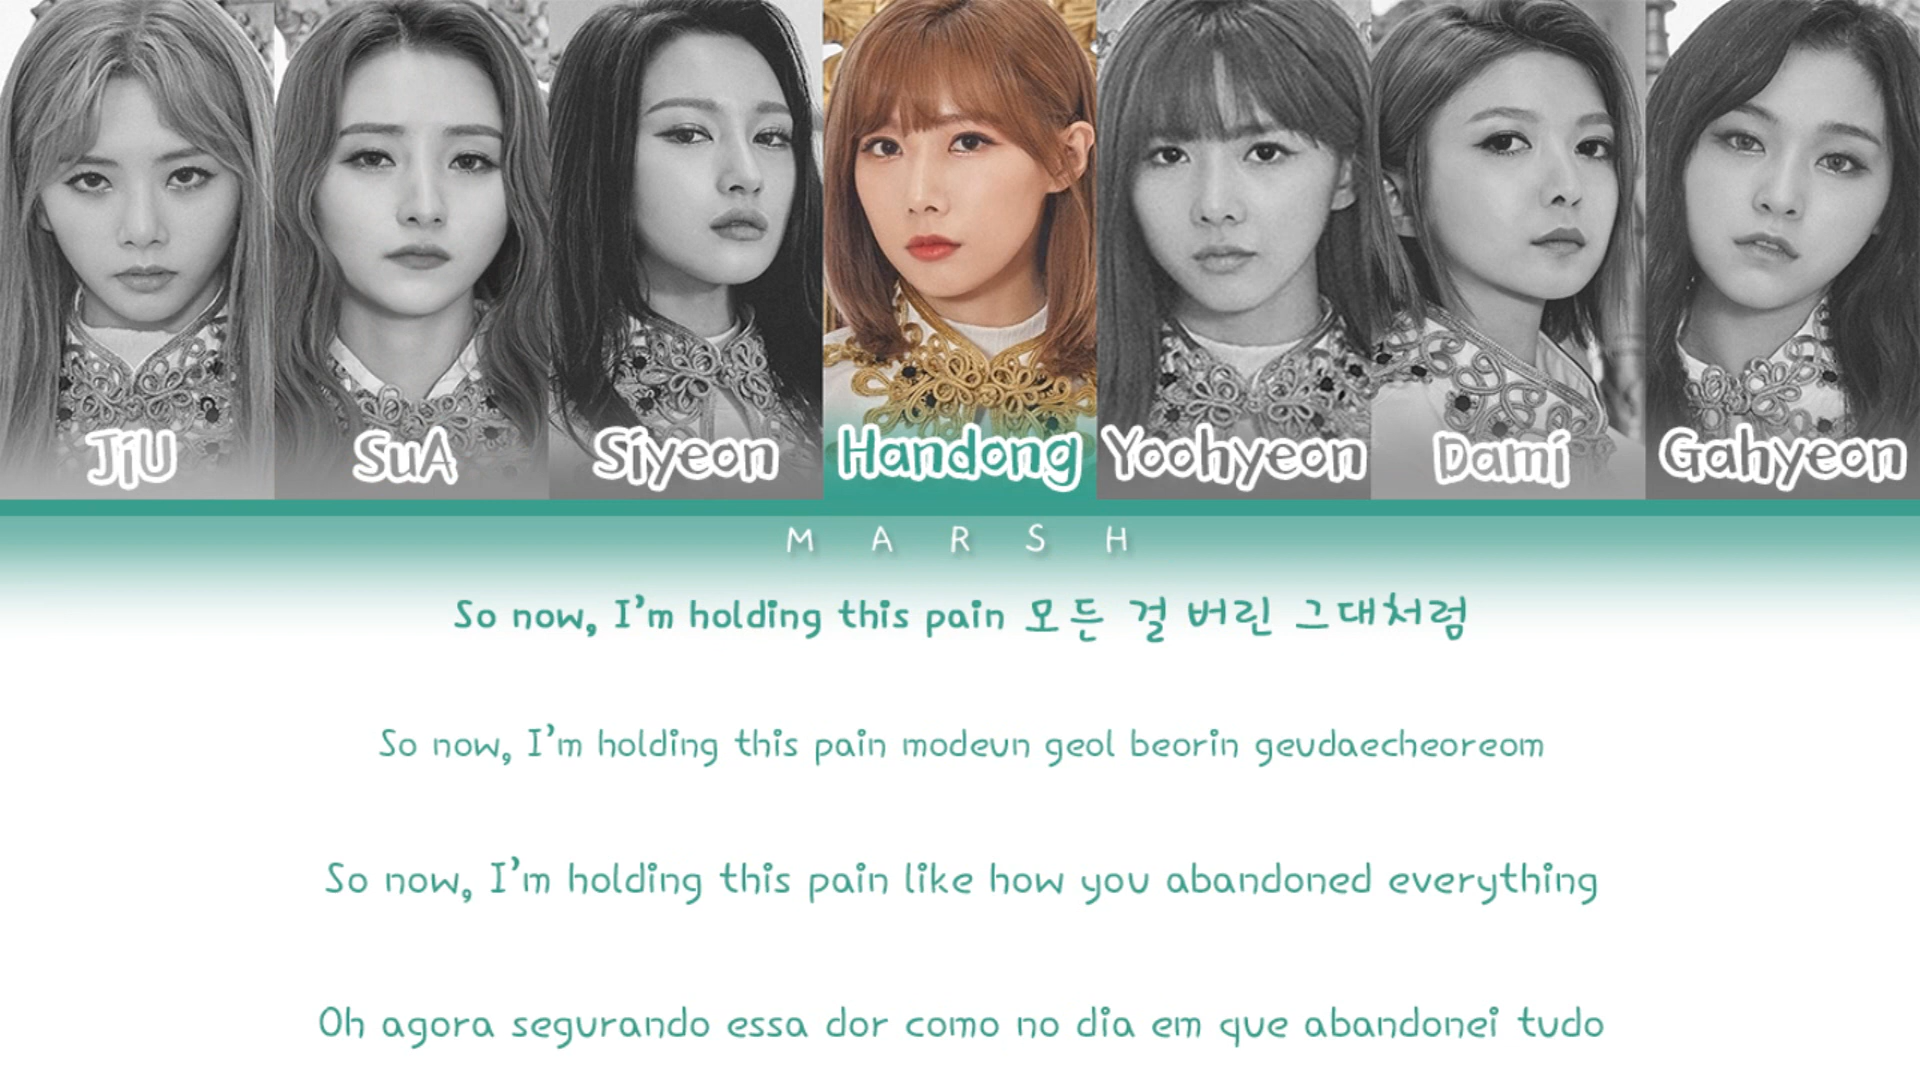 JiU SuA Siyeon Handong Yoohyeon Dami Gahyeon
M A R S H
So now, I'm holding this pain 모든 걸 버린 그대처럼
So now, I'm holding this pain modeun geol beorin geudaecheoreom
So now, I'm holding this pain like how you abandoned everything
Oh agora segurando essa dor como no dia em que abandonei tudo